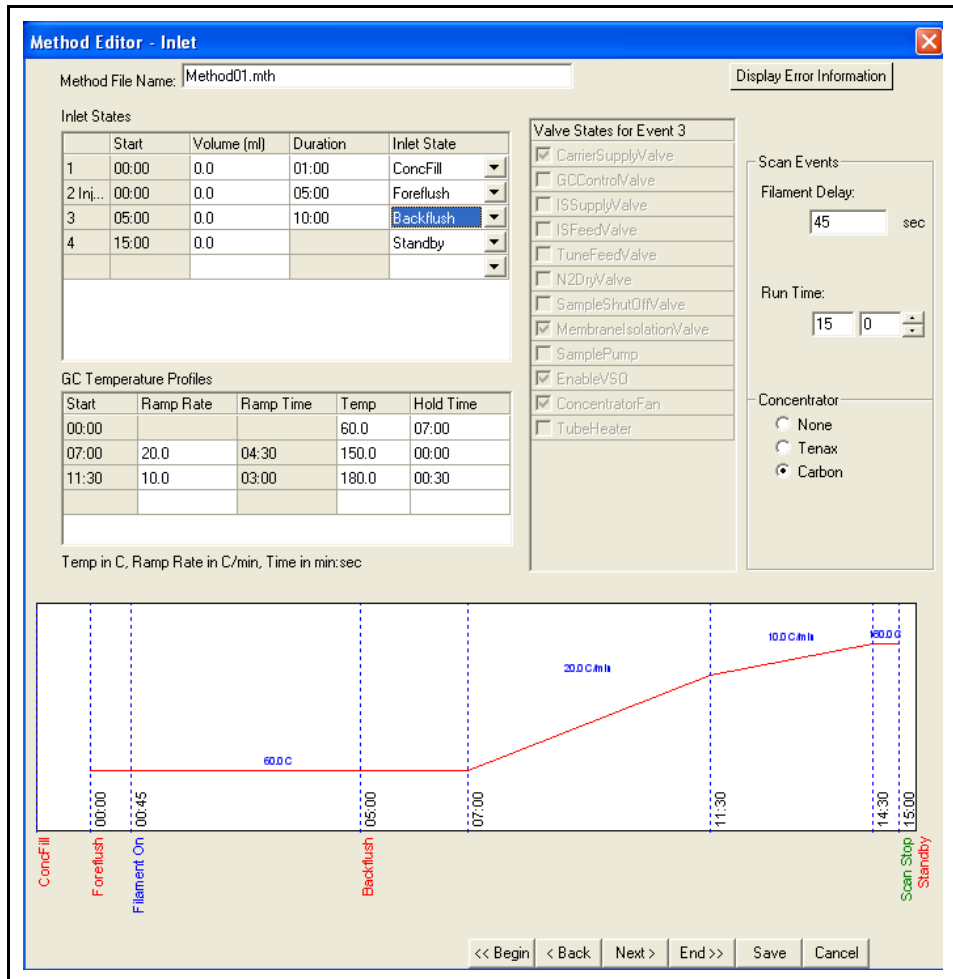 Method Editor - Inlet
Method File Name: Method01.mth
Display Error Information
Inlet States
Start Volume (ml) Duration Inlet State
1 00:00 0.0 01:00 ConcFill
2 Inj... 00:00 0.0 05:00 Foreflush
3 05:00 0.0 10:00 Backflush
4 15:00 0.0 Standby
Valve States for Event 3
CarrierSupplyValve
GCControlValve
ISSupplyValve
ISFeedValve
TuneFeedValve
N2DryValve
SampleShutOffValve
MembraneIsolationValve
SamplePump
EnableVSO
ConcentratorFan
TubeHeater
Scan Events
Filament Delay:
45 sec
Run Time:
15 0
Concentrator
None
Tenax
Carbon
GC Temperature Profiles
Start Ramp Rate Ramp Time Temp Hold Time
00:00 60.0 07:00
07:00 20.0 04:30 150.0 00:00
11:30 10.0 03:00 180.0 00:30
Temp in C, Ramp Rate in C/min, Time in min:sec
60.0 C
20.0 C/min
10.0 C/min
180.0 C
00:00
00:45
05:00
07:00
11:30
14:30
15:00
ConcFill
Foreflush
Filament On
Backflush
Scan Stop
Standby
<< Begin
< Back
Next >
End >>
Save
Cancel